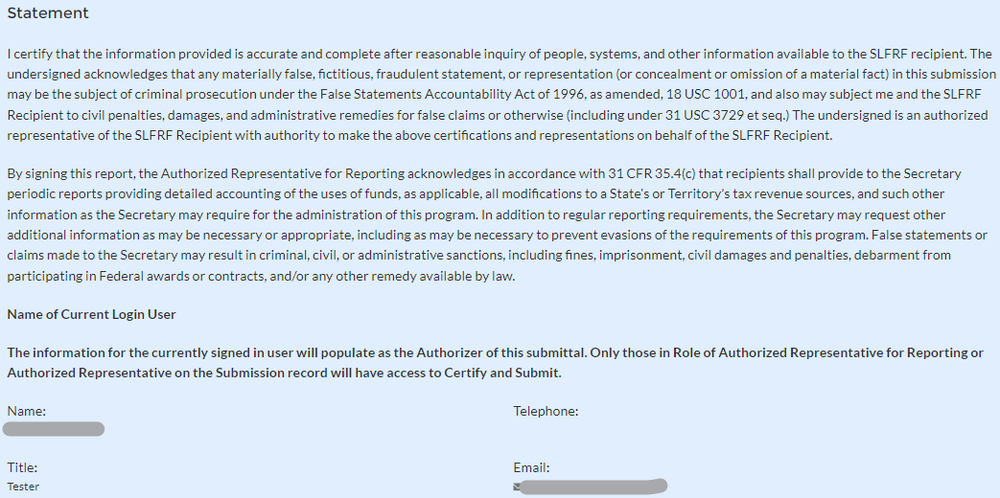 Statement
I certify that the information provided is accurate and complete after reasonable inquiry of people, systems, and other information available to the SLFRF recipient. The
undersigned acknowledges that any materially false, fictitious, fraudulent statement, or representation (or concealment or omission of a material fact) in this submission
may be the subject of criminal prosecution under the False Statements Accountability Act of 1996, as amended, 18 USC 1001, and also may subject me and the SLFRF
Recipient to civil penalties, damages, and administrative remedies for false claims or otherwise (including under 31 USC 3729 et seq.) The undersigned is an authorized
representative of the SLFRF Recipient with authority to make the above certifications and representations on behalf of the SLFRF Recipient.
By signing this report, the Authorized Representative for Reporting acknowledges in accordance with 31 CFR 35.4(c) that recipients shall provide to the Secretary
periodic reports providing detailed accounting of the uses of funds, as applicable, all modifications to a State's or Territory's tax revenue sources, and such other
information as the Secretary may require for the administration of this program. In addition to regular reporting requirements, the Secretary may request other
additional information as may be necessary or appropriate, including as may be necessary to prevent evasions of the requirements of this program. False statements or
claims made to the Secretary may result in criminal, civil, or administrative sanctions, including fines, imprisonment, civil damages and penalties, debarment from
participating in Federal awards or contracts, and/or any other remedy available by law.
Name of Current Login User
The information for the currently signed in user will populate as the Authorizer of this submittal. Only those in Role of Authorized Representative for Reporting or
Authorized Representative on the Submission record will have access to Certify and Submit.
Name:
Telephone:
Title:
Email:
Tester